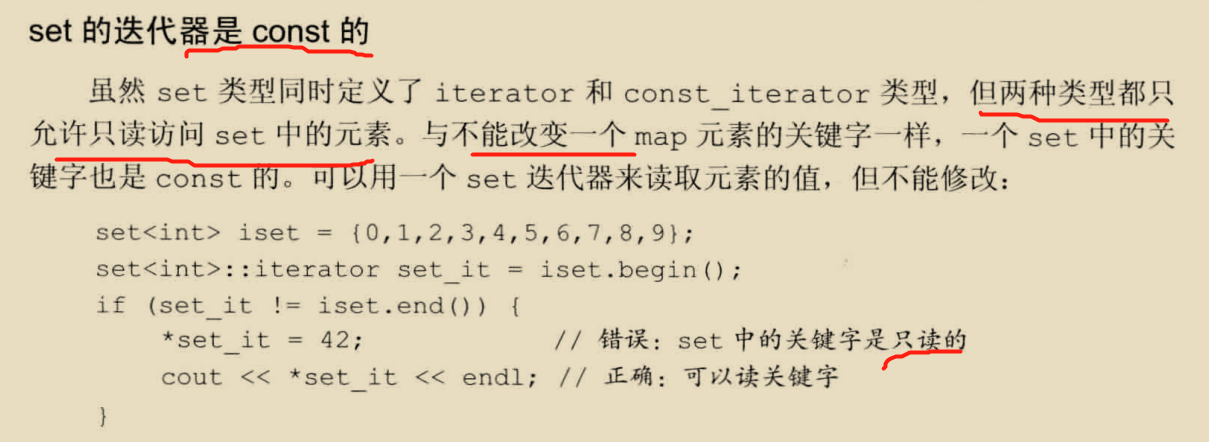 set 的迭代器是 const 的
虽然 set 类型同时定义了 iterator 和 const_iterator 类型，但两种类型都只
允许只读访问 set 中的元素。与不能改变一个 map 元素的关键字一样，一个 set 中的关
键字也是 const 的。可以用一个 set 迭代器来读取元素的值，但不能修改：
set<int> iset = {0,1,2,3,4,5,6,7,8,9};
set<int>::iterator set_it = iset.begin();
if (set_it != iset.end()) {
*set_it = 42; // 错误：set 中的关键字是只读的
cout << *set_it << endl; // 正确：可以读关键字
}